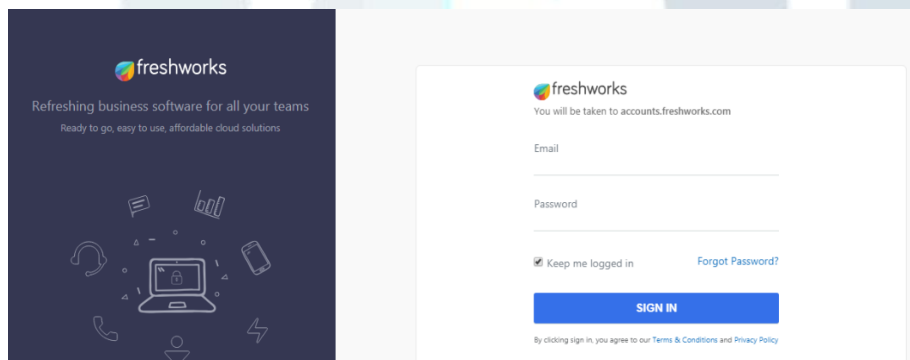 freshworks
Refreshing business software for all your teams
Ready to go, easy to use, affordable cloud solutions
freshworks
You will be taken to accounts.freshworks.com
Email
Password
Keep me logged in
Forgot Password?
SIGN IN
By clicking sign in, you agree to our Terms & Conditions and Privacy Policy